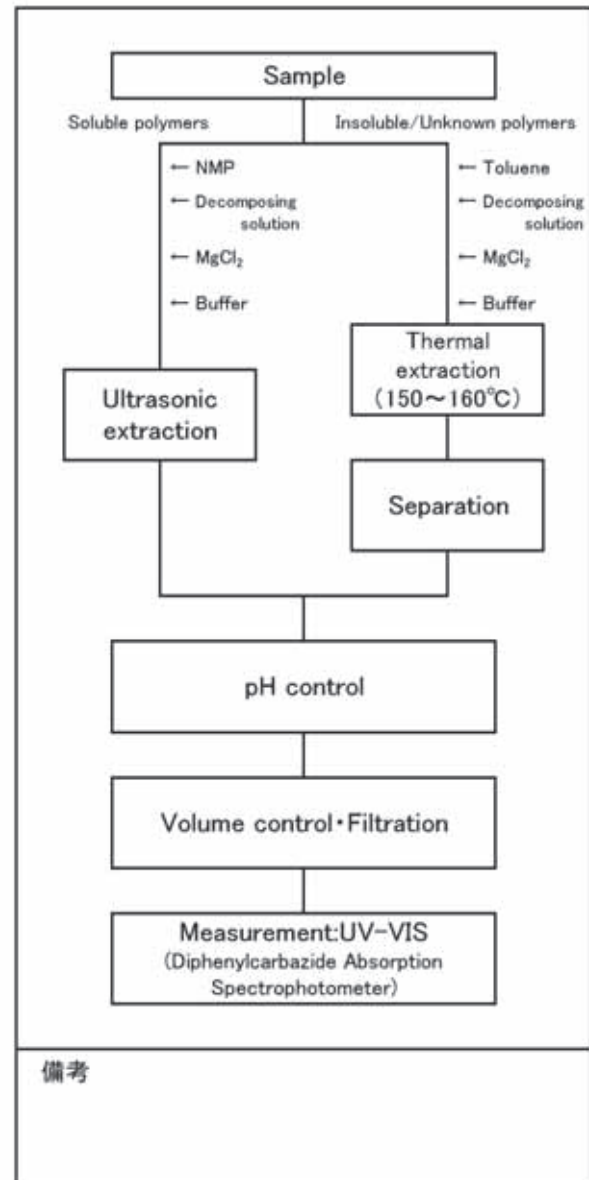 Sample
Soluble polymers
Insoluble/Unknown polymers
← NMP
← Decomposing
solution
← MgCl₂
← Buffer
← Toluene
← Decomposing
solution
← MgCl₂
← Buffer
Ultrasonic
extraction
Thermal
extraction
(150～160℃)
Separation
pH control
Volume control・Filtration
Measurement:UV-VIS
(Diphenylcarbazide Absorption
Spectrophotometer)
備考